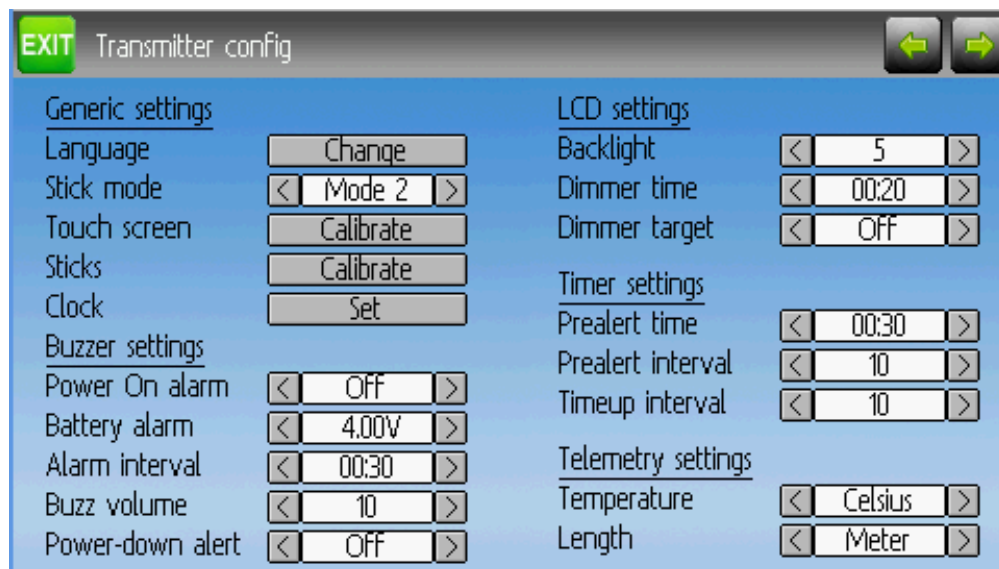 EXIT Transmitter config
Generic settings
Language Change
Stick mode < Mode 2 >
Touch screen Calibrate
Sticks Calibrate
Clock Set
Buzzer settings
Power On alarm < Off >
Battery alarm < 4.00V >
Alarm interval < 00:30 >
Buzz volume < 10 >
Power-down alert < Off >
LCD settings
Backlight < 5 >
Dimmer time < 00:20 >
Dimmer target < Off >
Timer settings
Prealert time < 00:30 >
Prealert interval < 10 >
Timeup interval < 10 >
Telemetry settings
Temperature < Celsius >
Length < Meter >